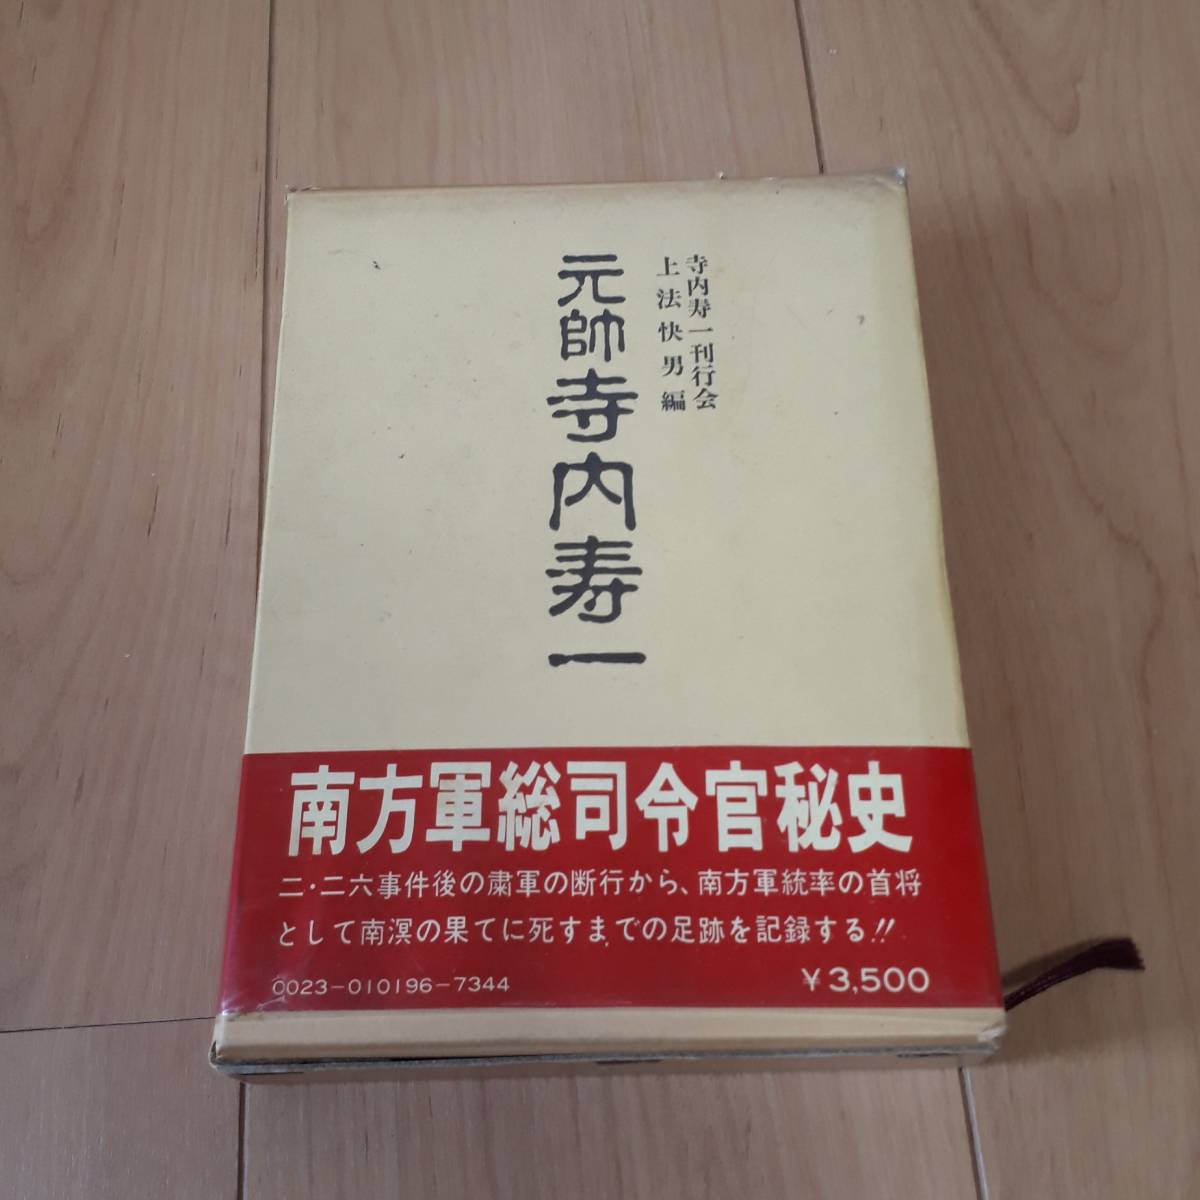 寺内寿一刊行会
上法快男編
元帥寺内寿一
南方軍総司令官秘史
二・二六事件後の粛軍の断行から、南方軍統率の首将
として南溟の果てに死すまでの足跡を記録する!!
0023-010196-7344
¥3,500